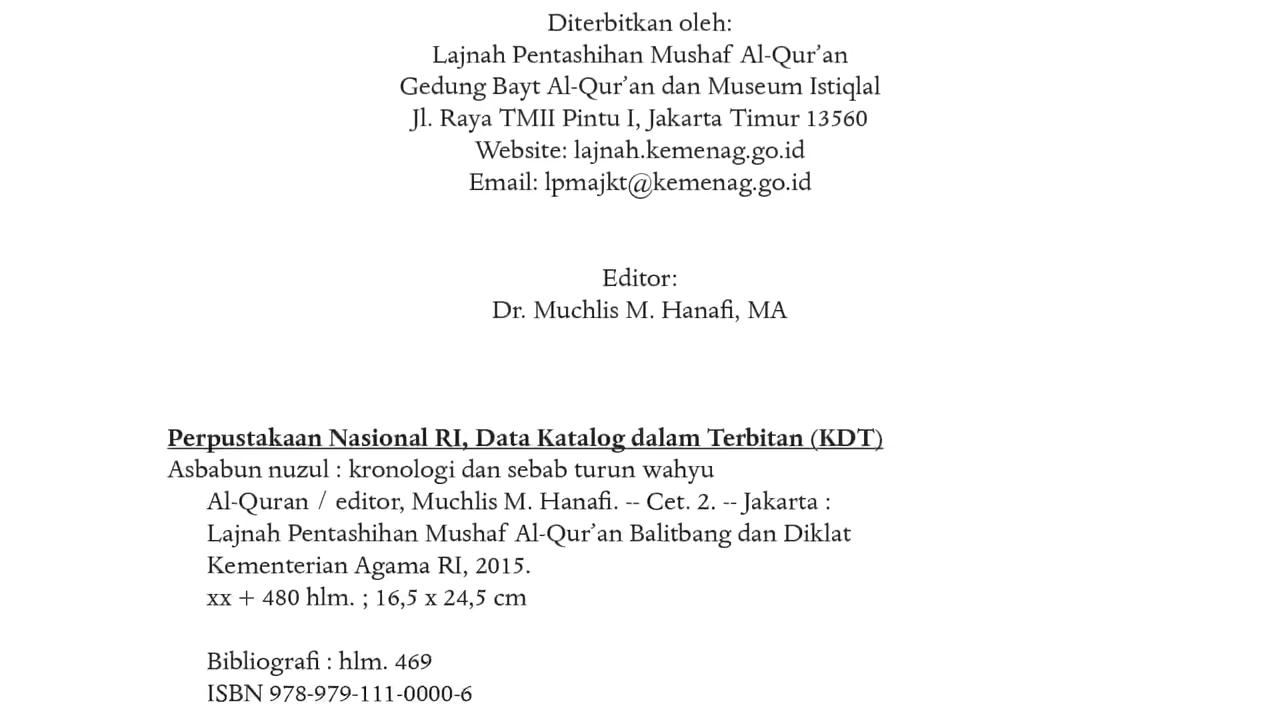 Diterbitkan oleh:
Lajnah Pentashihan Mushaf Al-Qur’an
Gedung Bayt Al-Qur’an dan Museum Istiqlal
Jl. Raya TMII Pintu I, Jakarta Timur 13560
Website: lajnah.kemenag.go.id
Email: lpmajkt@kemenag.go.id
Editor:
Dr. Muchlis M. Hanafi, MA
Perpustakaan Nasional RI, Data Katalog dalam Terbitan (KDT)
Asbabun nuzul : kronologi dan sebab turun wahyu
Al-Quran / editor, Muchlis M. Hanafi. -- Cet. 2. -- Jakarta :
Lajnah Pentashihan Mushaf Al-Qur’an Balitbang dan Diklat
Kementerian Agama RI, 2015.
xx + 480 hlm. ; 16,5 x 24,5 cm
Bibliografi : hlm. 469
ISBN 978-979-111-0000-6